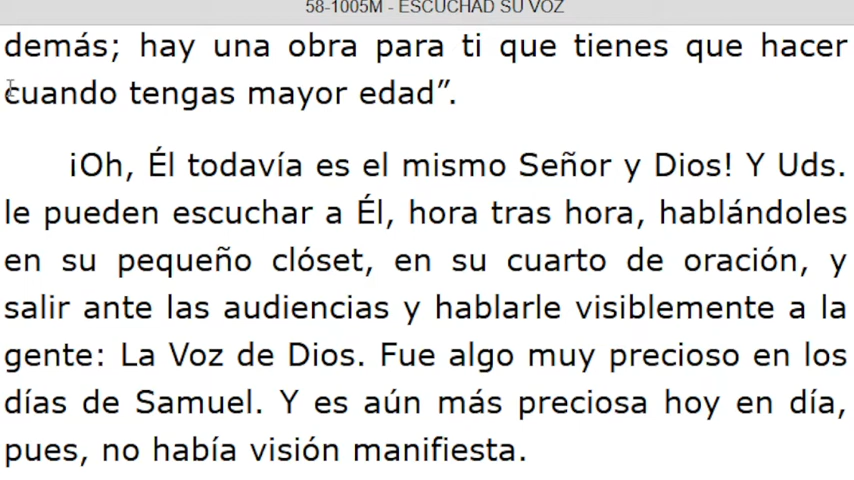 58-1005M - ESCUCHAD SU VOZ
demás; hay una obra para ti que tienes que hacer
cuando tengas mayor edad”.
¡Oh, Él todavía es el mismo Señor y Dios! Y Uds.
le pueden escuchar a Él, hora tras hora, hablándoles
en su pequeño clóset, en su cuarto de oración, y
salir ante las audiencias y hablarle visiblemente a la
gente: La Voz de Dios. Fue algo muy precioso en los
días de Samuel. Y es aún más preciosa hoy en día,
pues, no había visión manifiesta.